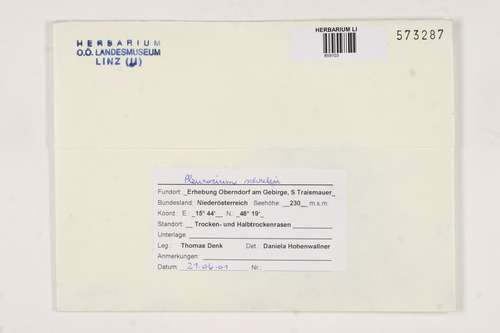 HERBARIUM
O.Ö. LANDESMUSEUM
LINZ (LI)
HERBARIUM LI
859103
573287
Pleurozium schreberi
Fundort: _Erhebung Oberndorf am Gebirge, S Traismauer_
Bundesland: Niederösterreich Seehöhe: __230__ m.s.m
Koord.: E. _15° 44'__ N.: _48° 19'_
Standort: __Trocken- und Halbtrockenrasen
Unterlage:
Leg.: Thomas Denk Det.: Daniela Hohenwallner
Anmerkungen:
Datum: 21.06.01 Nr.: